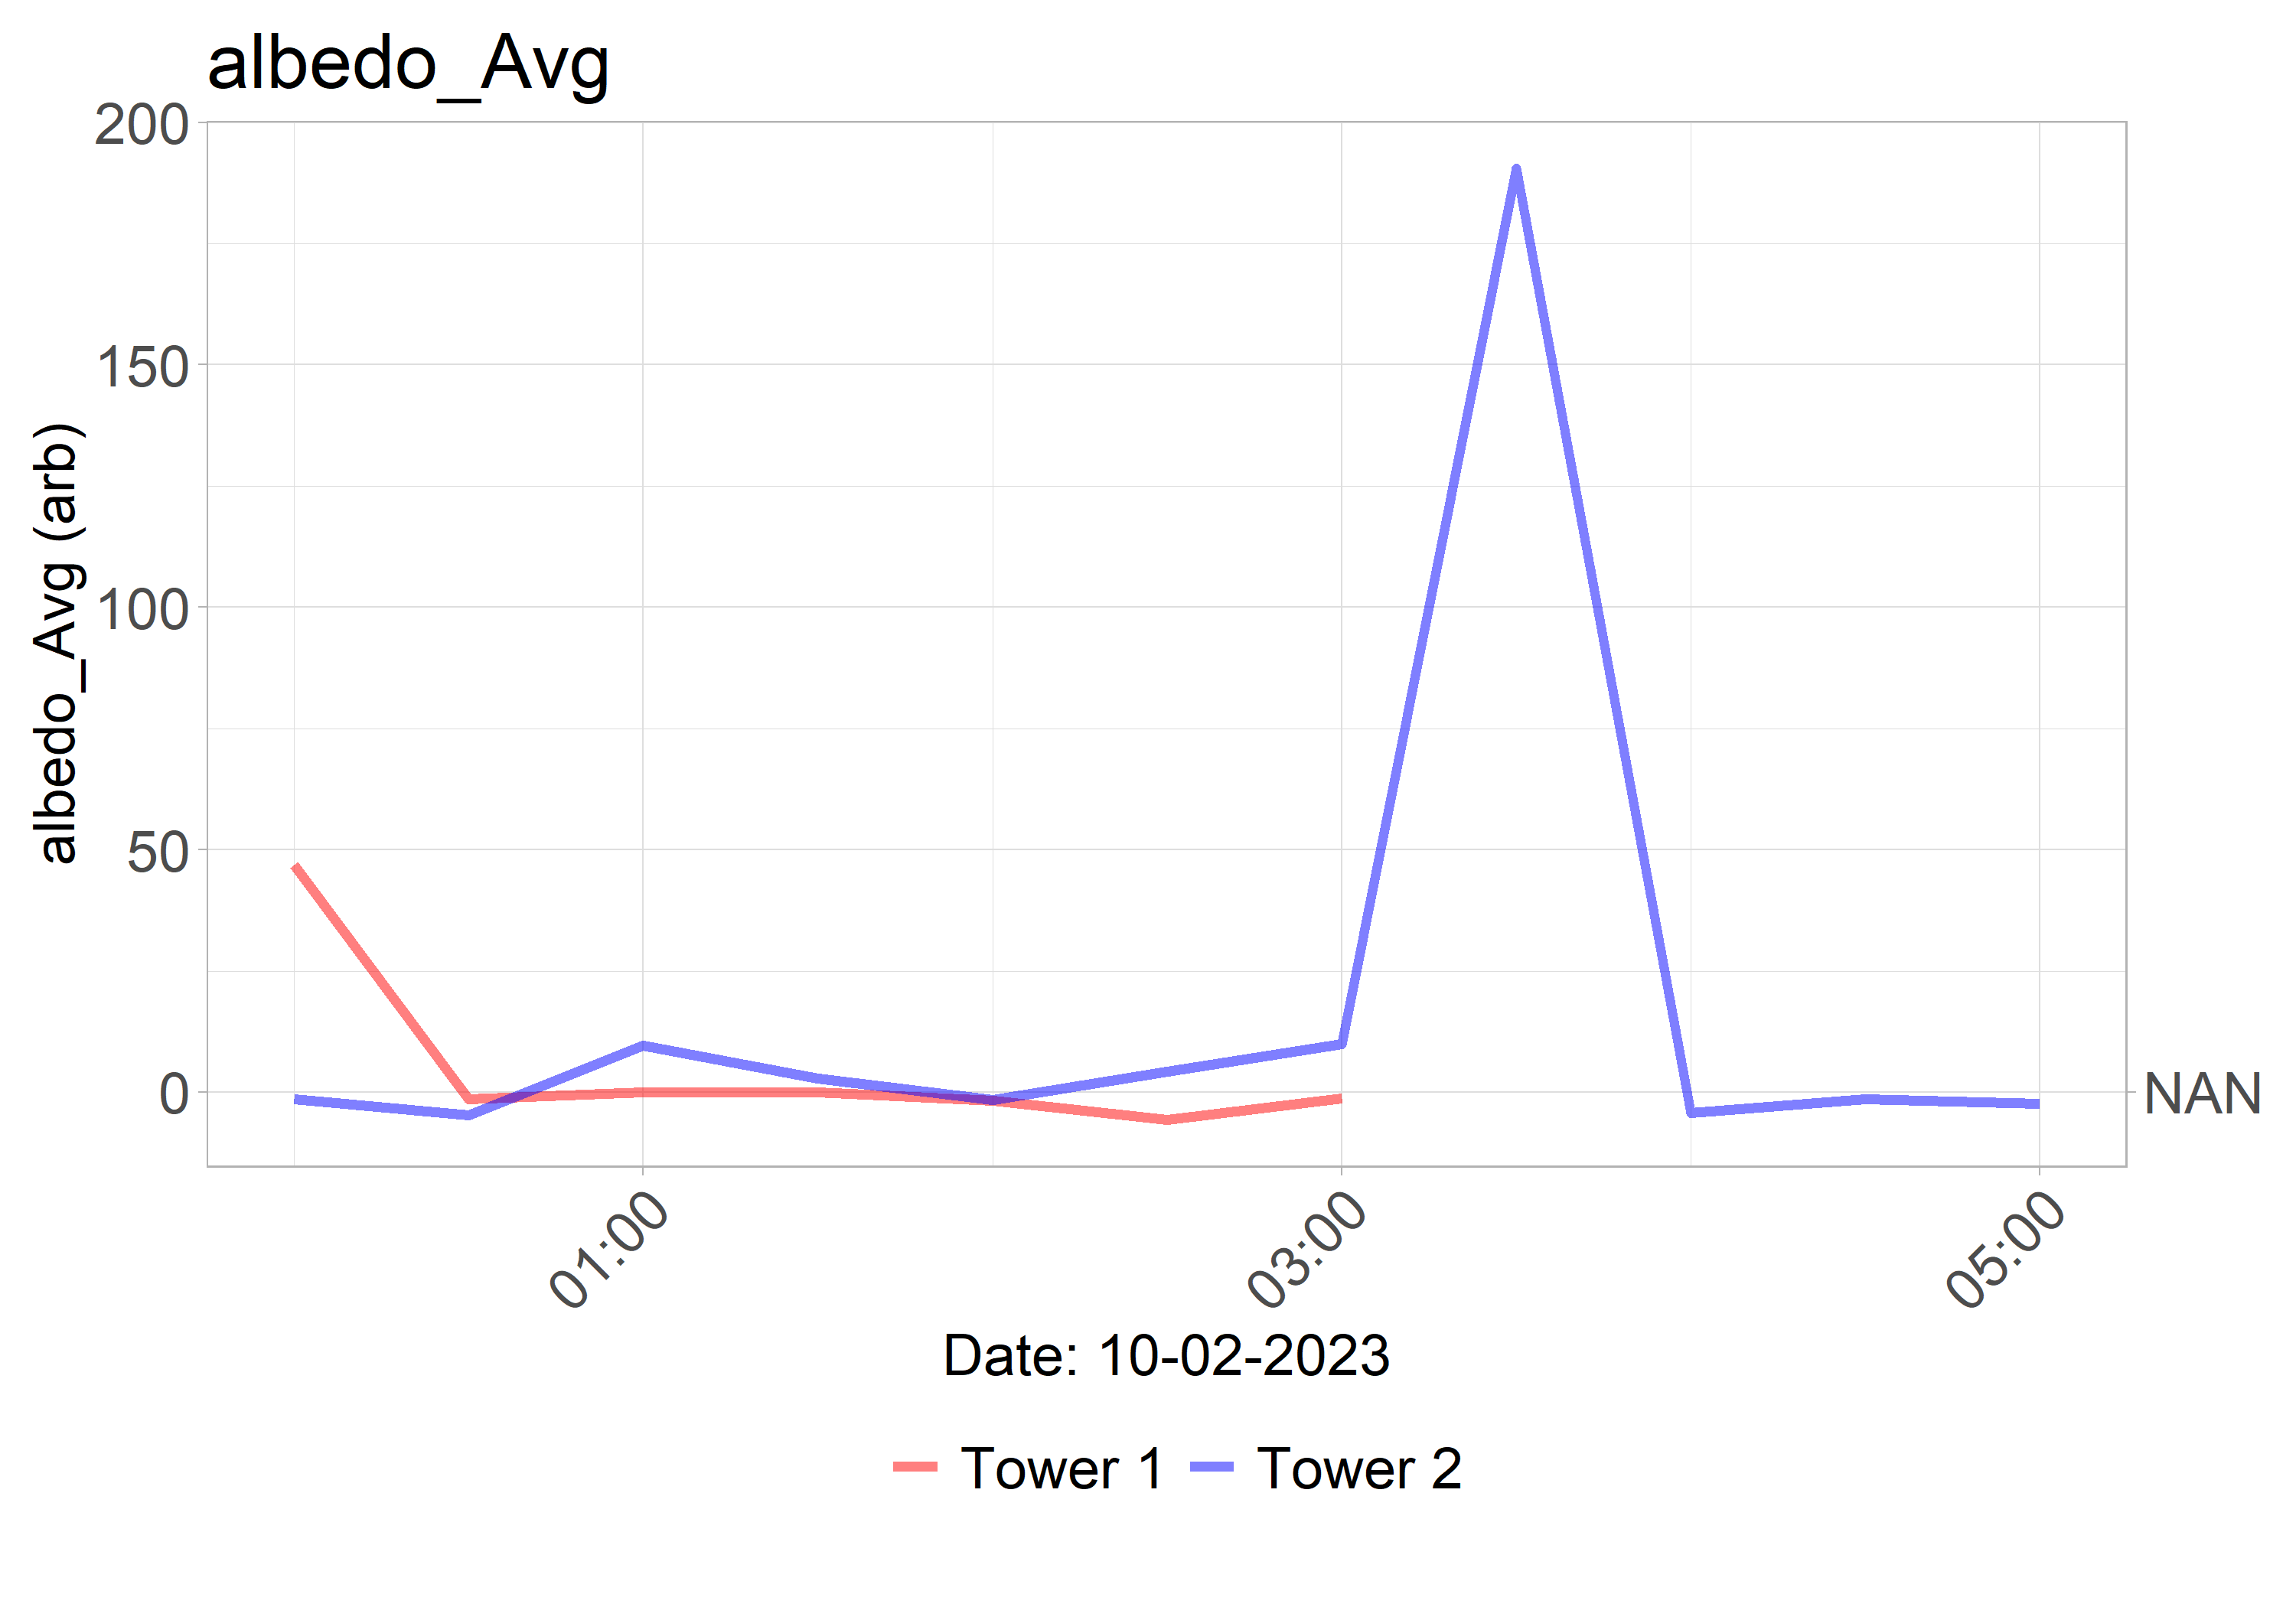 albedo_Avg
200
150
100
50
0
albedo_Avg (arb)
NAN
01:00
03:00
05:00
Date: 10-02-2023
Tower 1
Tower 2